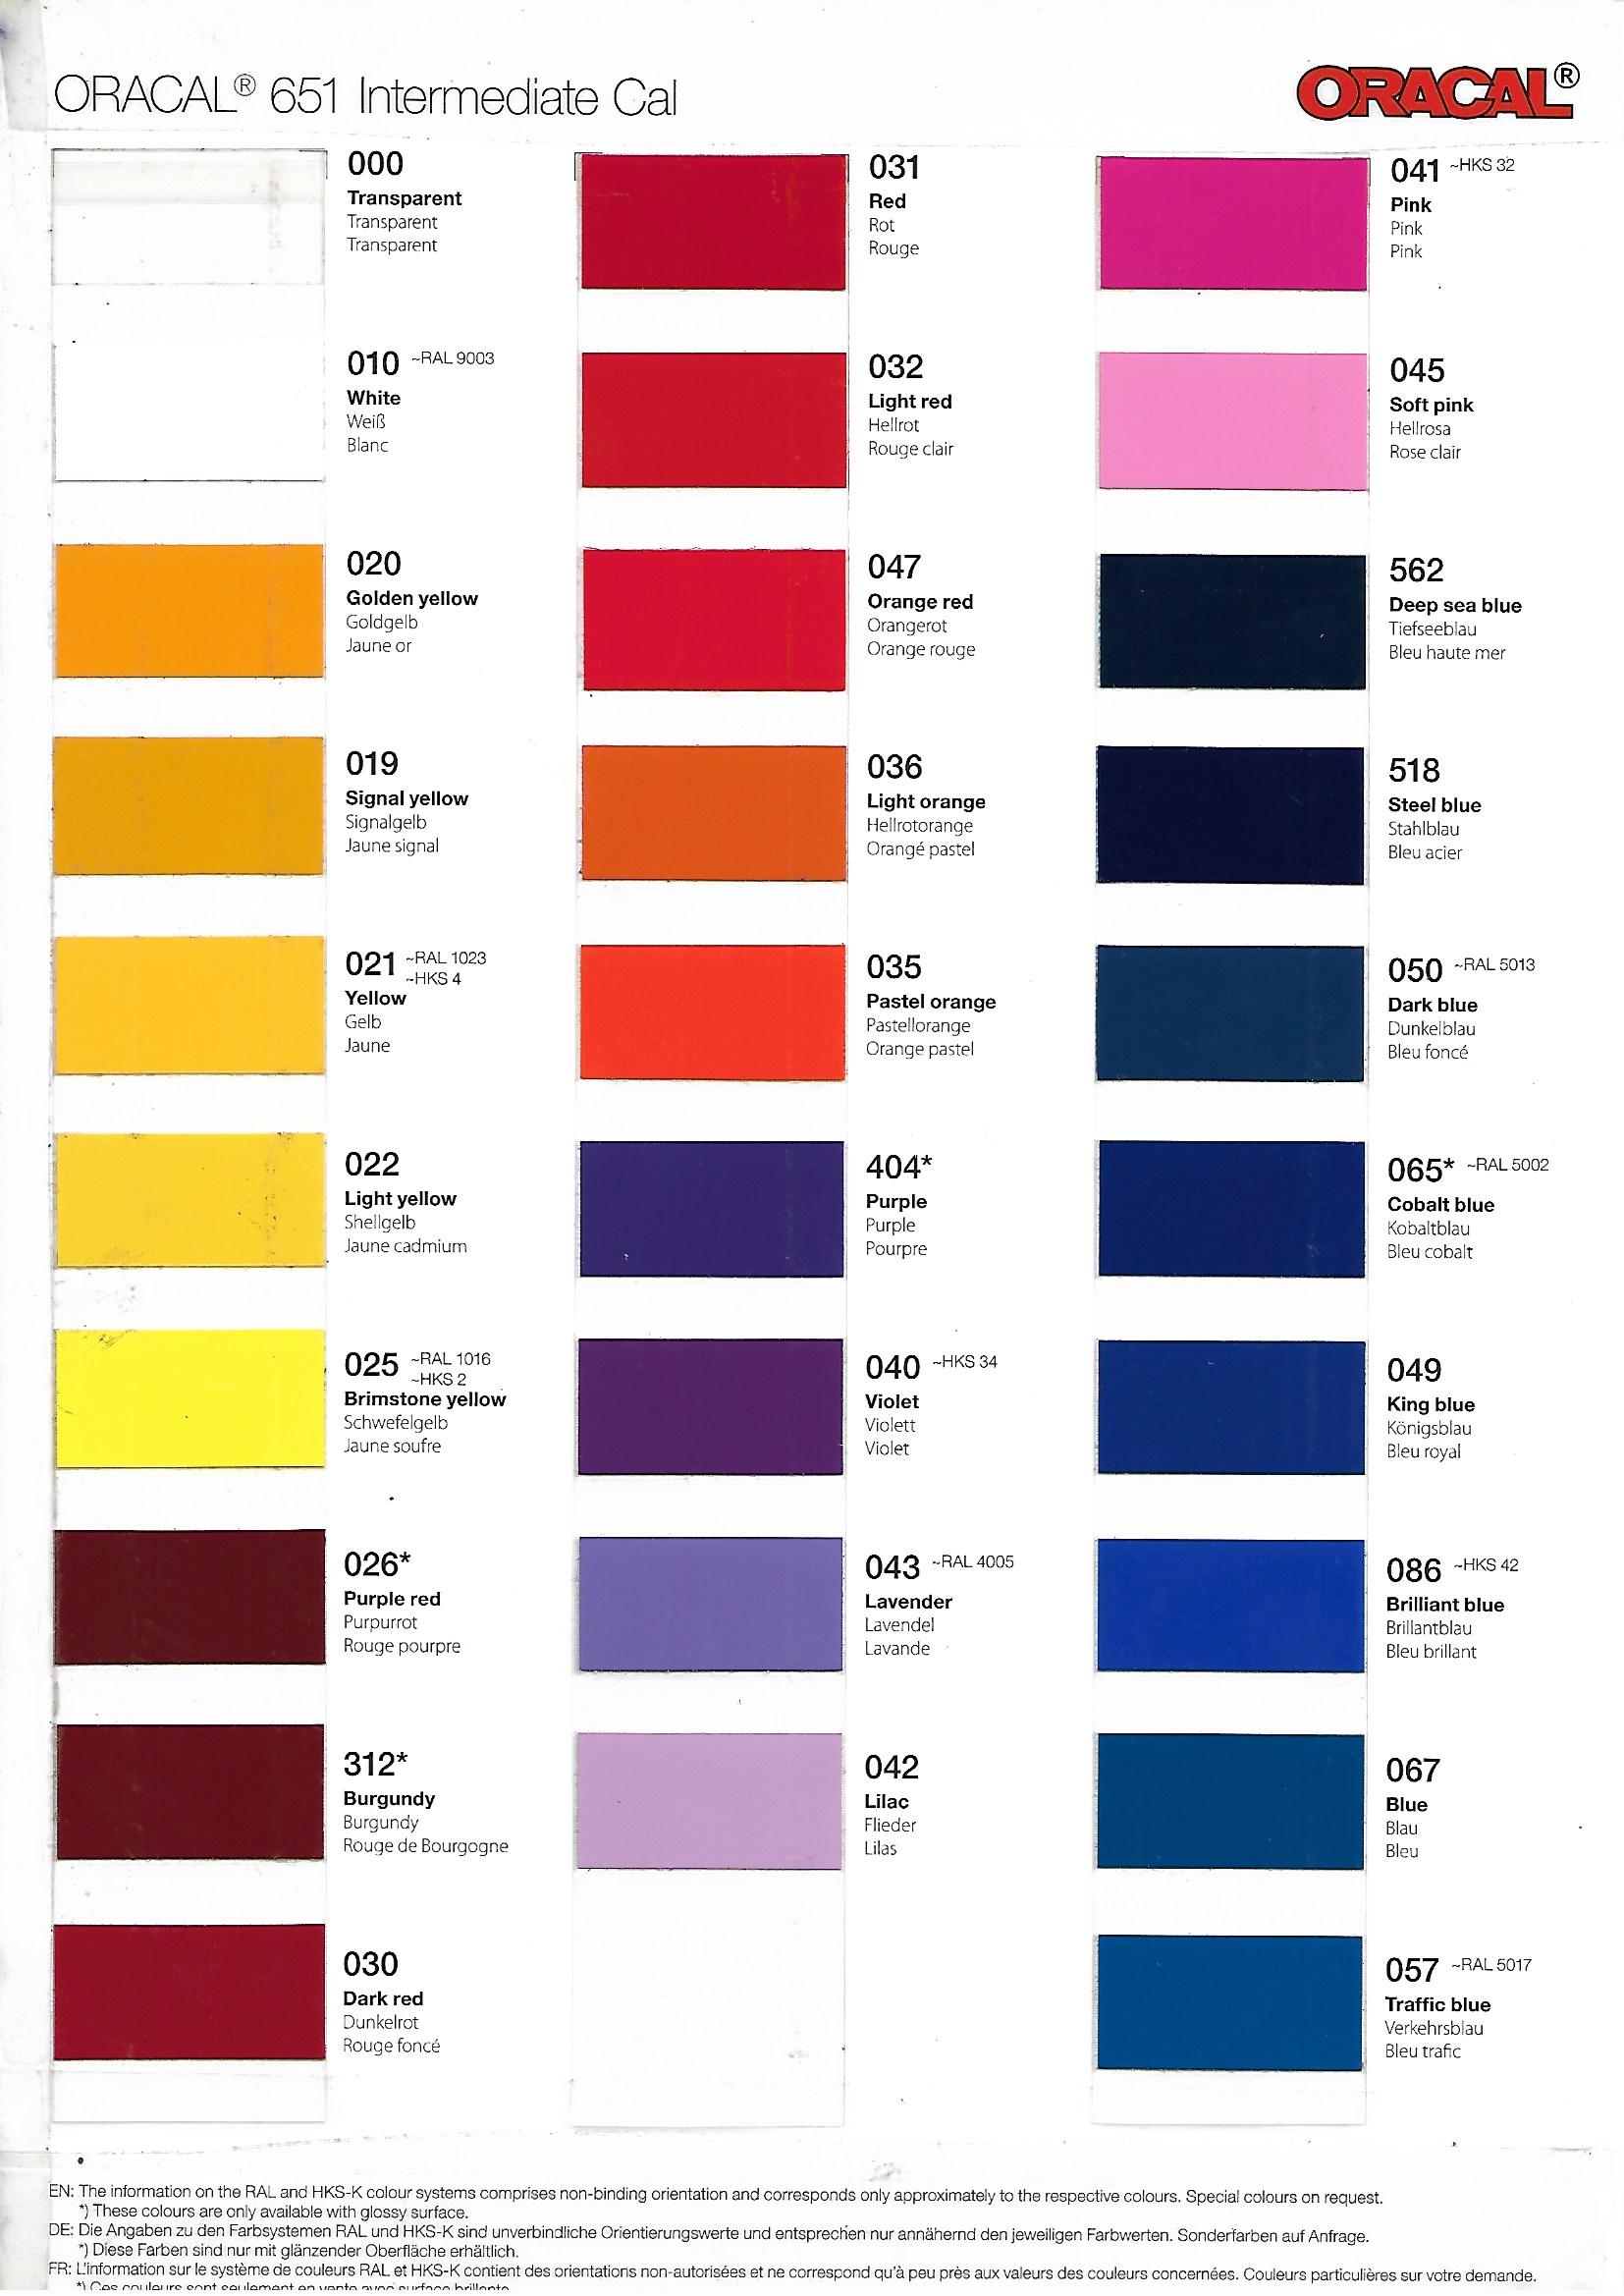 ORACAL® 651 Intermediate Cal
ORACAL®
000
Transparent
Transparent
Transparent
010 ~RAL 9003
White
Weiß
Blanc
020
Golden yellow
Goldgelb
Jaune or
019
Signal yellow
Signalgelb
Jaune signal
021 ~RAL 1023
~HKS 4
Yellow
Gelb
Jaune
022
Light yellow
Shellgelb
Jaune cadmium
025 ~RAL 1016
~HKS 2
Brimstone yellow
Schwefelgelb
Jaune soufre
026*
Purple red
Purpurrot
Rouge pourpre
312*
Burgundy
Burgundy
Rouge de Bourgogne
030
Dark red
Dunkelrot
Rouge foncé
031
Red
Rot
Rouge
032
Light red
Hellrot
Rouge clair
047
Orange red
Orangerot
Orange rouge
036
Light orange
Hellrotorange
Orangé pastel
035
Pastel orange
Pastellorange
Orange pastel
404*
Purple
Purple
Pourpre
040 ~HKS 34
Violet
Violett
Violet
043 ~RAL 4005
Lavender
Lavendel
Lavande
042
Lilac
Flieder
Lilas
041 ~HKS 32
Pink
Pink
Pink
045
Soft pink
Hellrosa
Rose clair
562
Deep sea blue
Tiefseeblau
Bleu haute mer
518
Steel blue
Stahlblau
Bleu acier
050 ~RAL 5013
Dark blue
Dunkelblau
Bleu foncé
065* ~RAL 5002
Cobalt blue
Kobaltblau
Bleu cobalt
049
King blue
Königsblau
Bleu royal
086 ~HKS 42
Brilliant blue
Brillantblau
Bleu brillant
067
Blue
Blau
Bleu
057 ~RAL 5017
Traffic blue
Verkehrsblau
Bleu trafic
EN: The information on the RAL and HKS-K colour systems comprises non-binding orientation and corresponds only approximately to the respective colours. Special colours on request.
*) These colours are only available with glossy surface.
DE: Die Angaben zu den Farbsystemen RAL und HKS-K sind unverbindliche Orientierungswerte und entsprechen nur annähernd den jeweiligen Farbwerten. Sonderfarben auf Anfrage.
*) Diese Farben sind nur mit glänzender Oberfläche erhältlich.
FR: L'information sur le système de couleurs RAL et HKS-K contient des orientations non-autorisées et ne correspond qu'à peu près aux valeurs des couleurs concernées. Couleurs particulières sur votre demande.
*) Ces couleurs sont seulement en vente avec surface brillante.